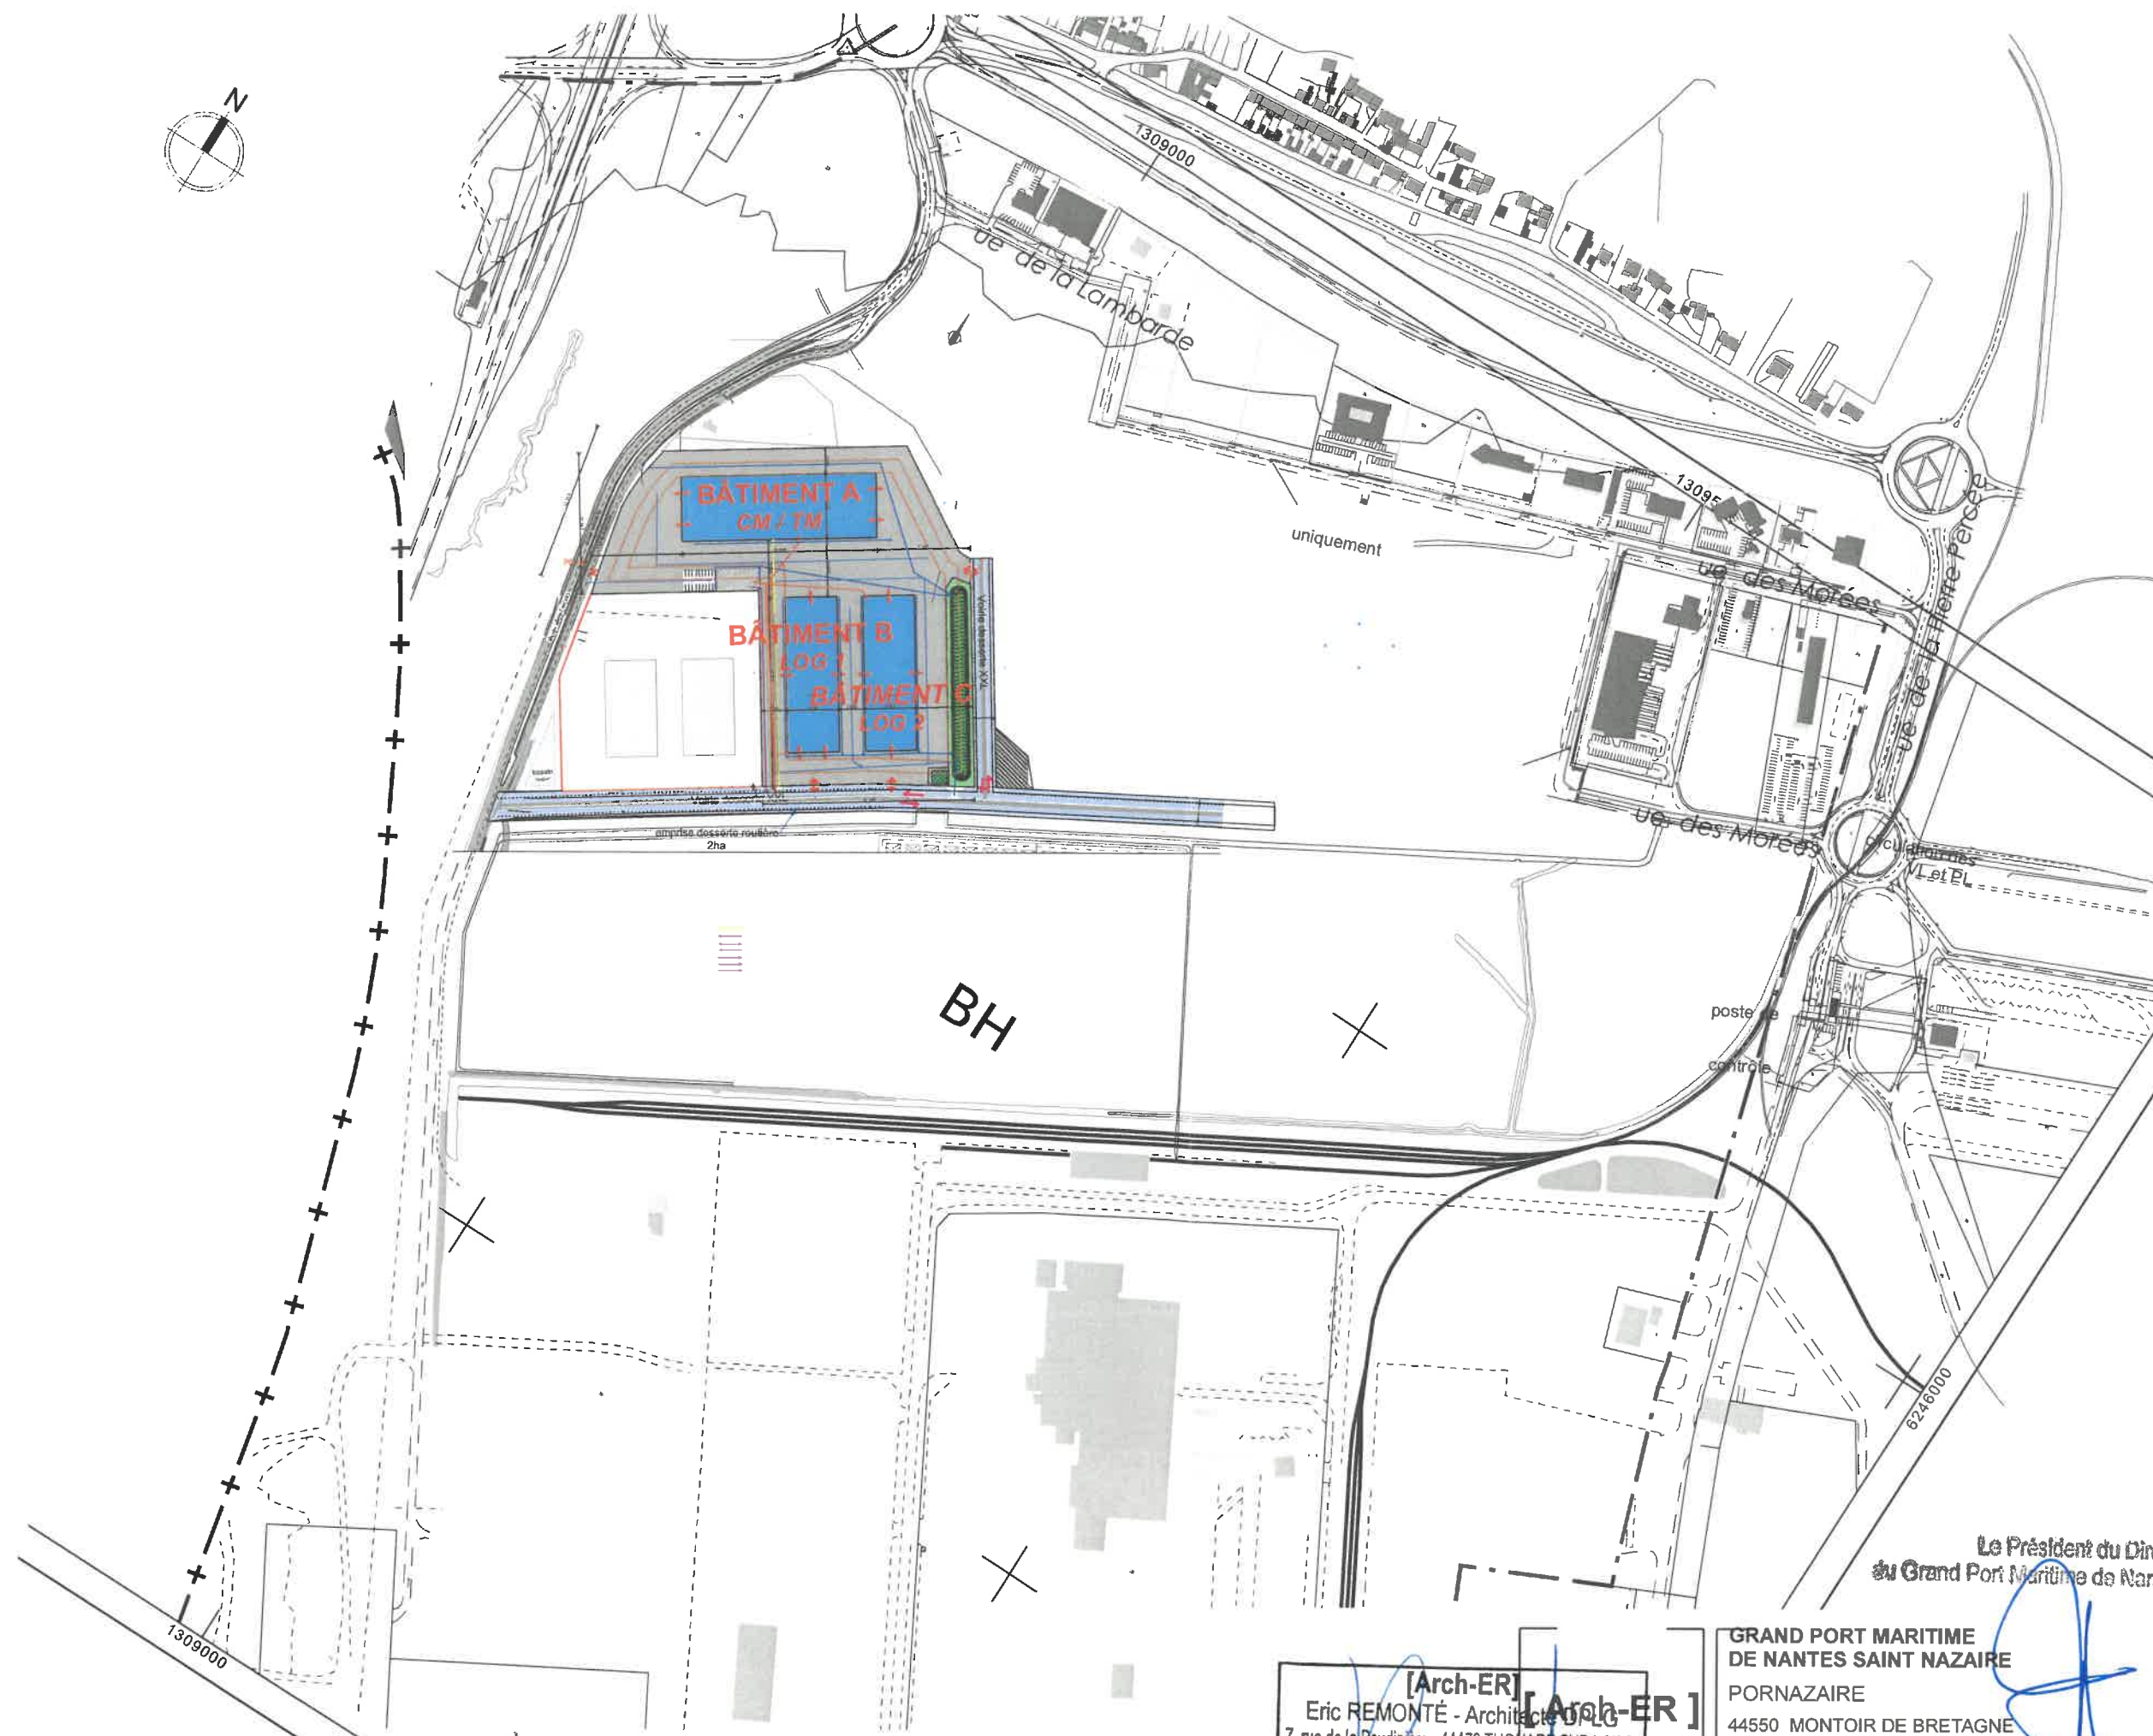 N
1309000
ue de la Lambarde
BÂTIMENT A
CM / TM
13095
uniquement
ue des Morées
ue de la Pierre Percée
BÂTIMENT B
LOG 1
Voirie desserte XXL
BÂTIMENT C
LOG 2
emprise desserte routière
2ha
ue des Morées
circulation des
VL et PL
BH
poste de
contrôle
6246000
1309000
Le Président du Dir
du Grand Port Maritime de Nan
[Arch-ER]
Eric REMONTÉ - Architecte DPLG
[ Arch-ER ]
GRAND PORT MARITIME
DE NANTES SAINT NAZAIRE
PORNAZAIRE
44550 MONTOIR DE BRETAGNE